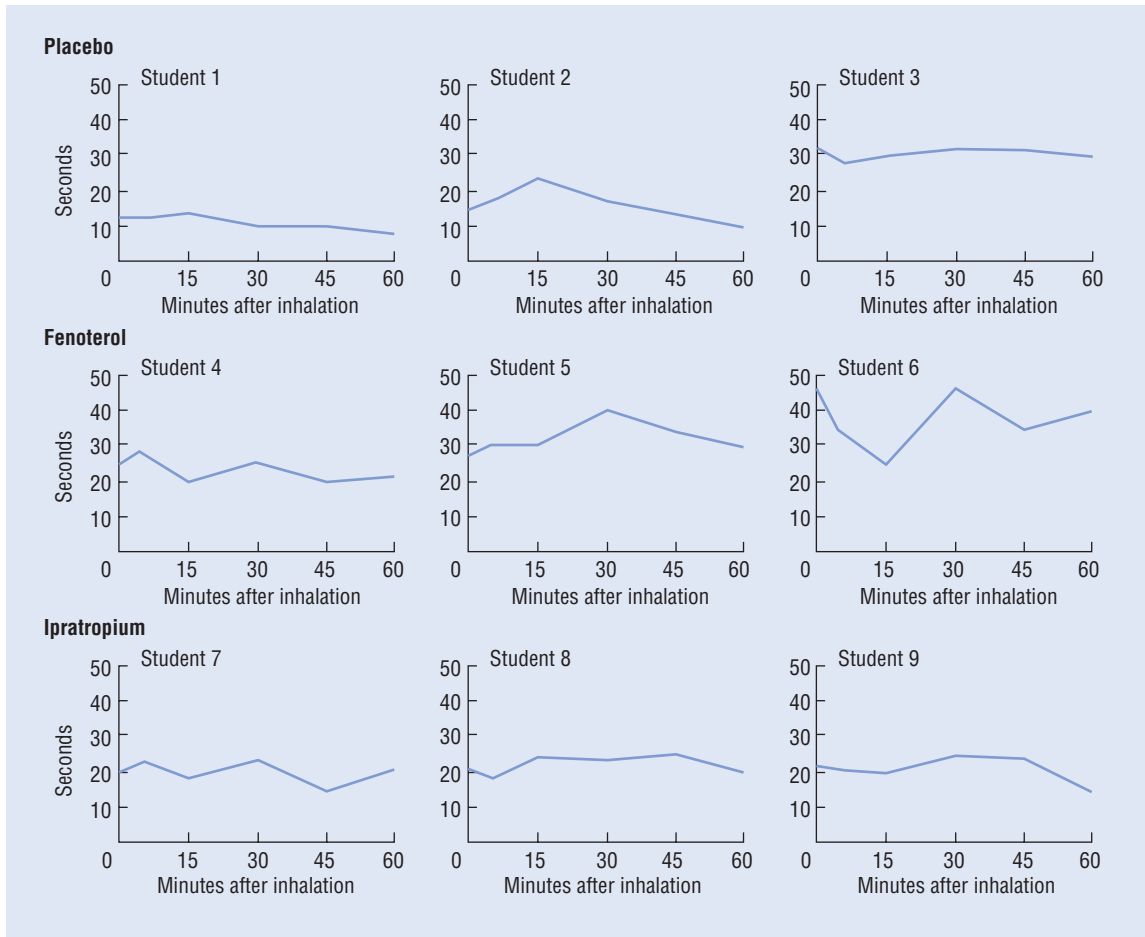 Placebo
Student 1
50
40
30
20
10
0
15 30 45 60
Seconds
Minutes after inhalation
Student 2
50
40
30
20
10
0
15 30 45 60
Minutes after inhalation
Student 3
50
40
30
20
10
0
15 30 45 60
Minutes after inhalation
Fenoterol
Student 4
50
40
30
20
10
0
15 30 45 60
Seconds
Minutes after inhalation
Student 5
50
40
30
20
10
0
15 30 45 60
Minutes after inhalation
Student 6
50
40
30
20
10
0
15 30 45 60
Minutes after inhalation
Ipratropium
Student 7
50
40
30
20
10
0
15 30 45 60
Seconds
Minutes after inhalation
Student 8
50
40
30
20
10
0
15 30 45 60
Minutes after inhalation
Student 9
50
40
30
20
10
0
15 30 45 60
Minutes after inhalation